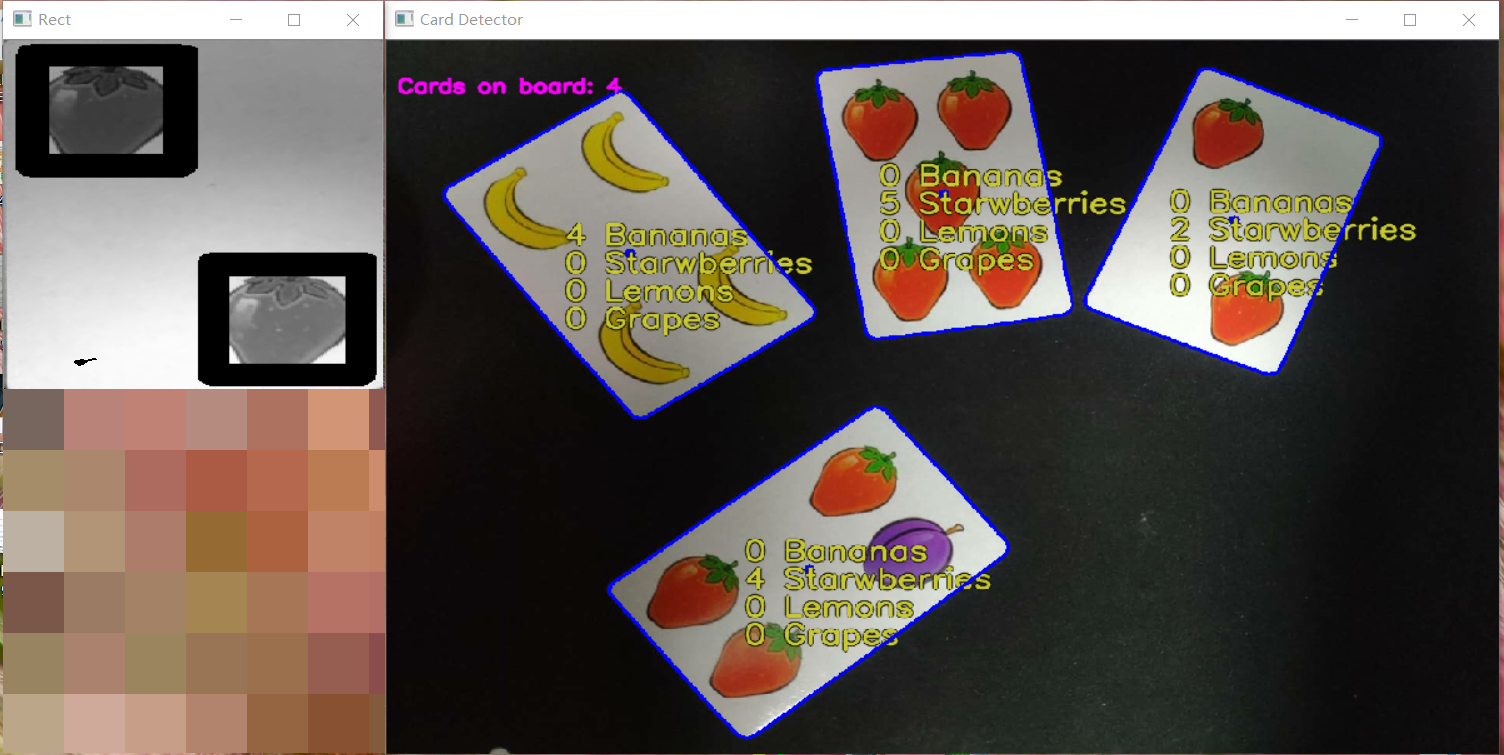 Rect
Card Detector
Cards on board: 4
4 Bananas
0 Starwberries
0 Lemons
0 Grapes
0 Bananas
5 Starwberries
0 Lemons
0 Grapes
0 Bananas
2 Starwberries
0 Lemons
0 Grapes
0 Bananas
4 Starwberries
0 Lemons
0 Grapes